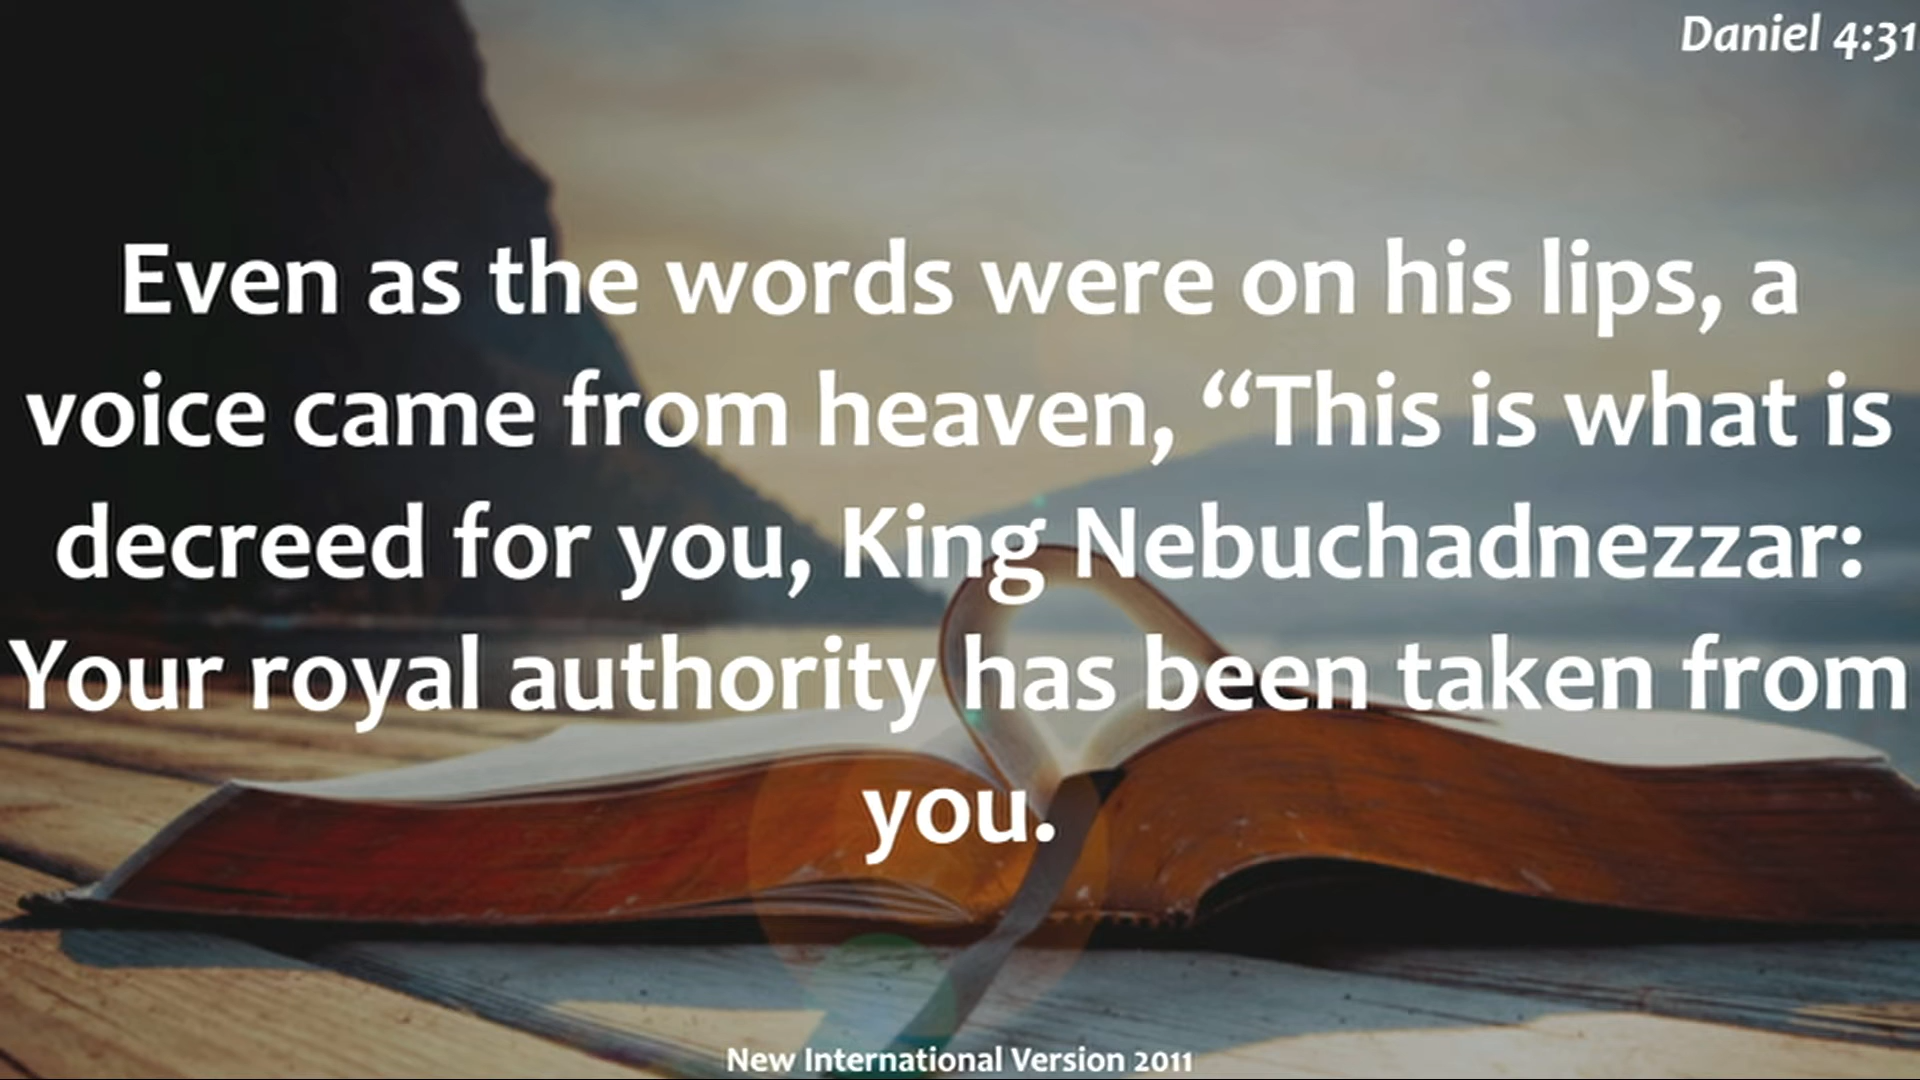 Daniel 4:31
Even as the words were on his lips, a
voice came from heaven, “This is what is
decreed for you, King Nebuchadnezzar:
Your royal authority has been taken from
you.
New International Version 2011